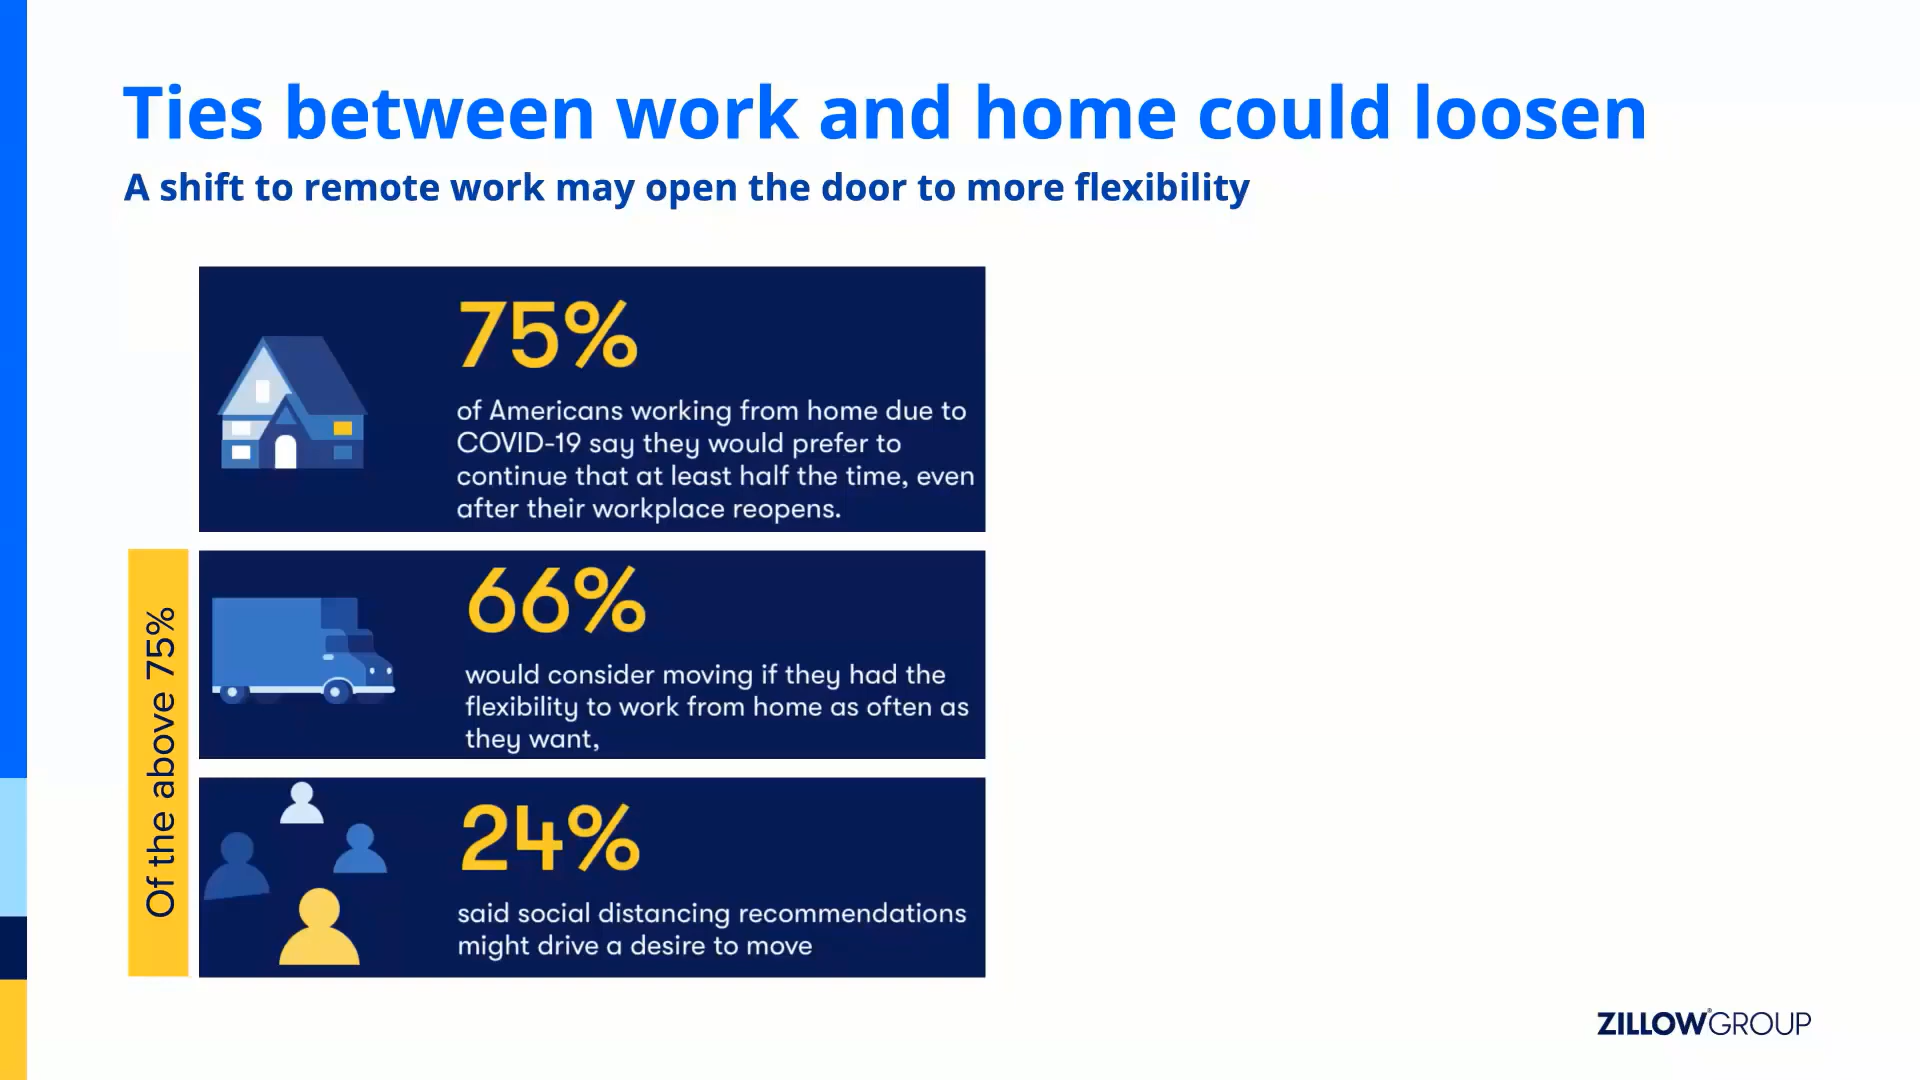 Ties between work and home could loosen
A shift to remote work may open the door to more flexibility
75%
of Americans working from home due to
COVID-19 say they would prefer to
continue that at least half the time, even
after their workplace reopens.
Of the above 75%
66%
would consider moving if they had the
flexibility to work from home as often as
they want,
24%
said social distancing recommendations
might drive a desire to move
ZILLOW®GROUP